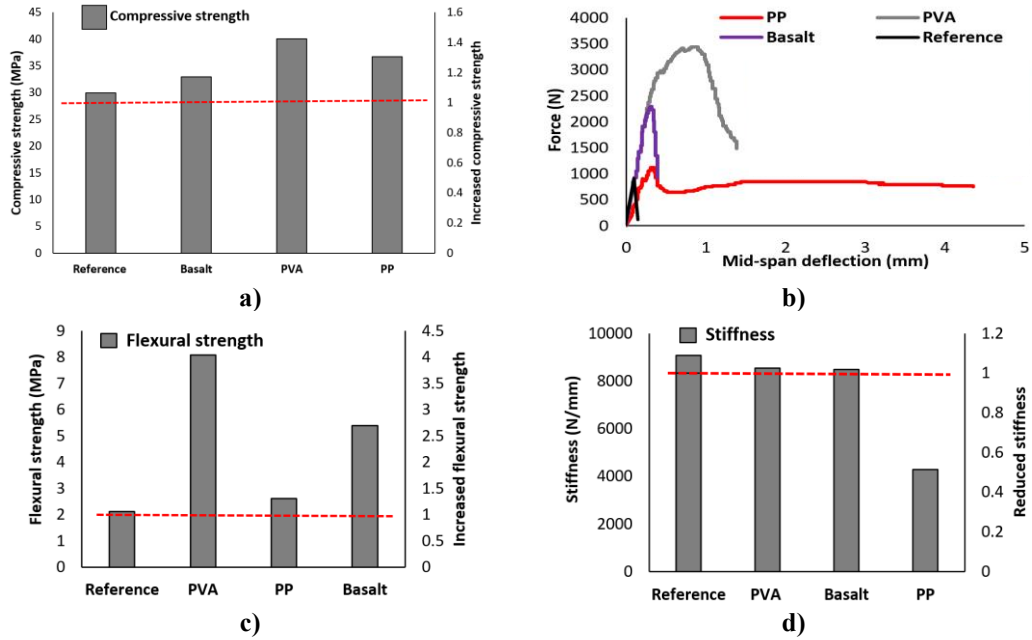 Compressive strength
Compressive strength (MPa)
45
40
35
30
25
20
15
10
5
0
1.6
1.4
1.2
1
0.8
0.6
0.4
0.2
0
Increased compressive strength
Reference Basalt PVA PP
a)
PP PVA
Basalt Reference
Force (N)
4000
3500
3000
2500
2000
1500
1000
500
0
0 1 2 3 4 5
Mid-span deflection (mm)
b)
Flexural strength
Flexural strength (MPa)
9
8
7
6
5
4
3
2
1
0
4.5
4
3.5
3
2.5
2
1.5
1
0.5
0
Increased flexural strength
Reference PVA PP Basalt
c)
Stiffness
Stiffness (N/mm)
10000
8000
6000
4000
2000
0
1.2
1
0.8
0.6
0.4
0.2
0
Reduced stiffness
Reference PVA Basalt PP
d)